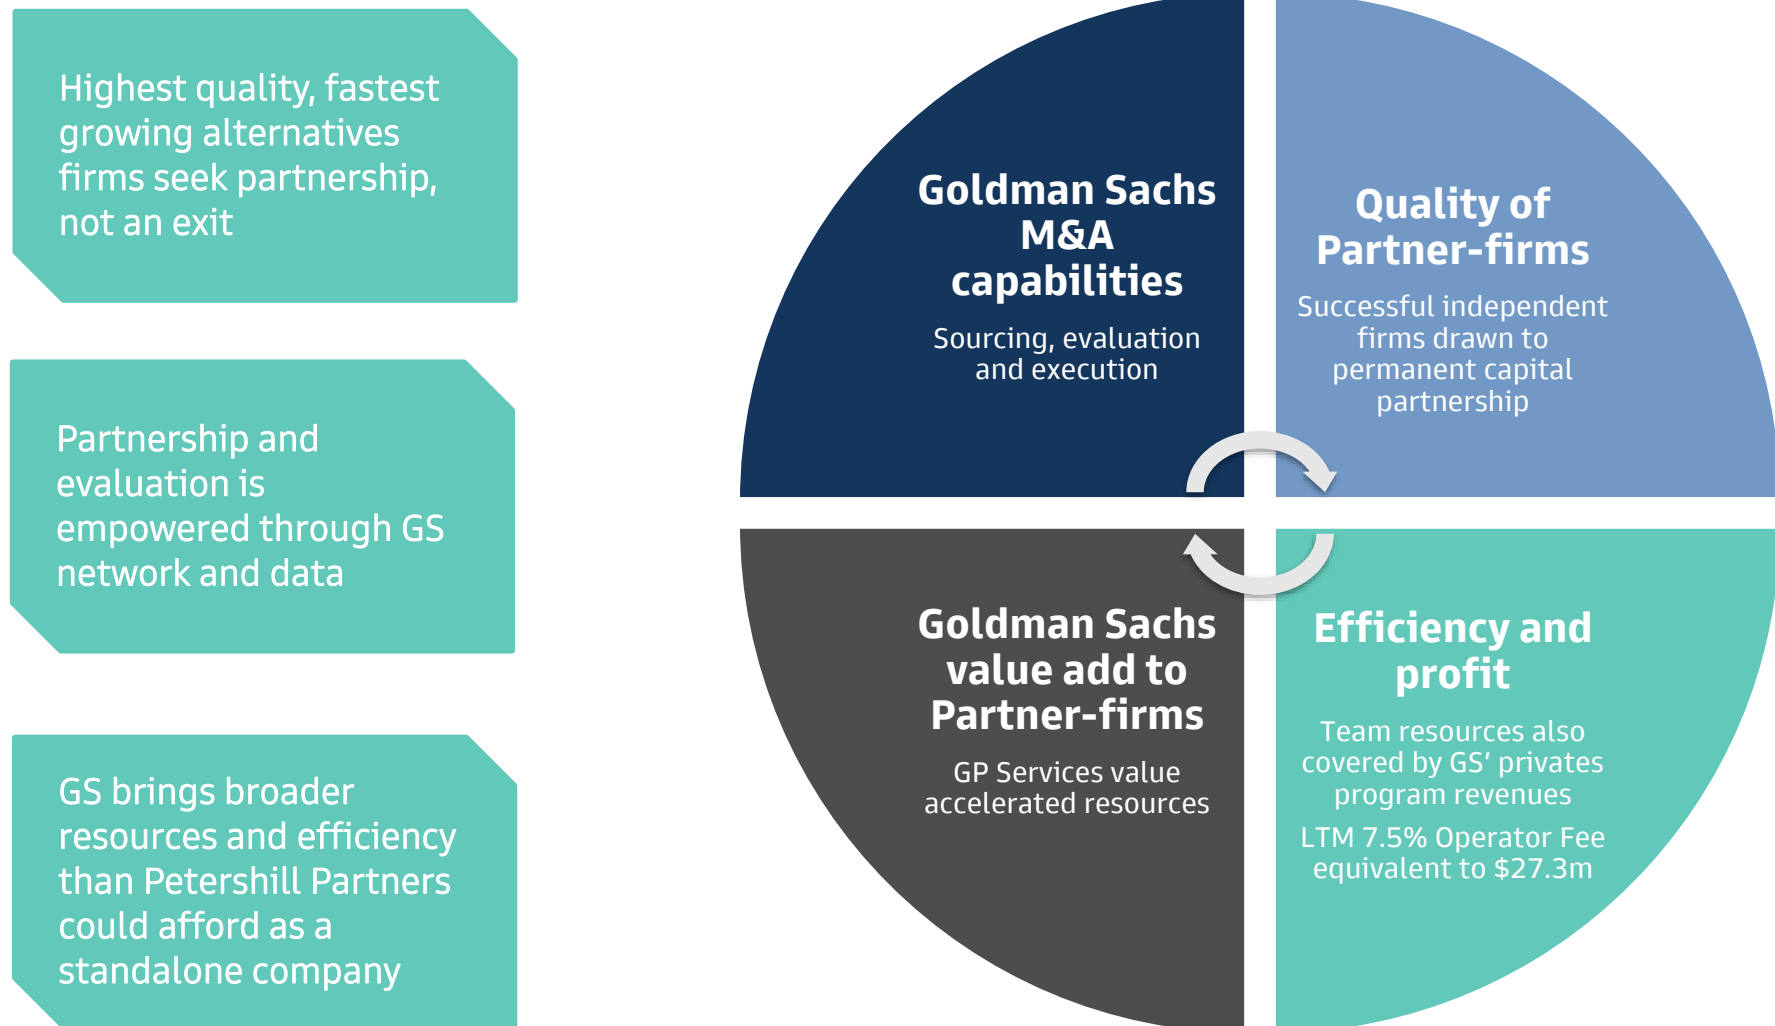 Highest quality, fastest
growing alternatives
firms seek partnership,
not an exit
Partnership and
evaluation is
empowered through GS
network and data
GS brings broader
resources and efficiency
than Petershill Partners
could afford as a
standalone company
Goldman Sachs
M&A
capabilities
Sourcing, evaluation
and execution
Quality of
Partner-firms
Successful independent
firms drawn to
permanent capital
partnership
Goldman Sachs
value add to
Partner-firms
GP Services value
accelerated resources
Efficiency and
profit
Team resources also
covered by GS’ privates
program revenues
LTM 7.5% Operator Fee
equivalent to $27.3m